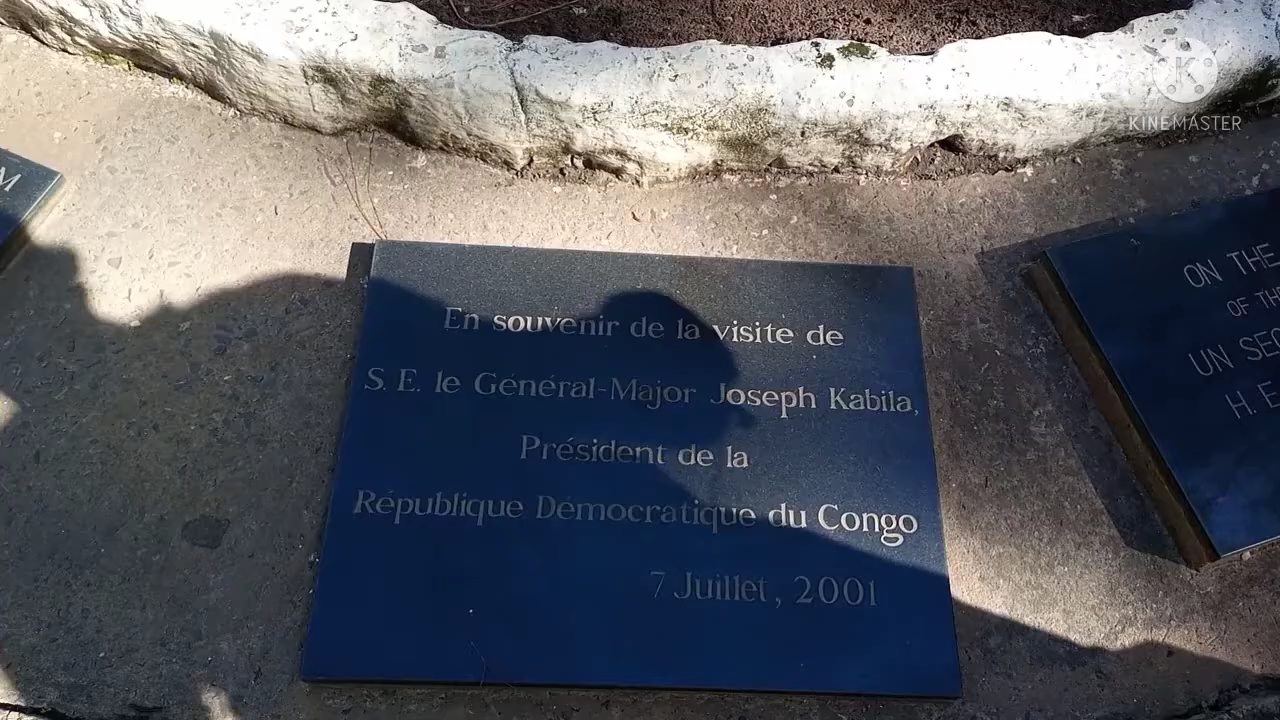 KINEMASTER
M
En souvenir de la visite de
S. E. le Général-Major Joseph Kabila,
Président de la
République Démocratique du Congo
7 Juillet, 2001
ON THE
OF TH
UN SEC
H. E